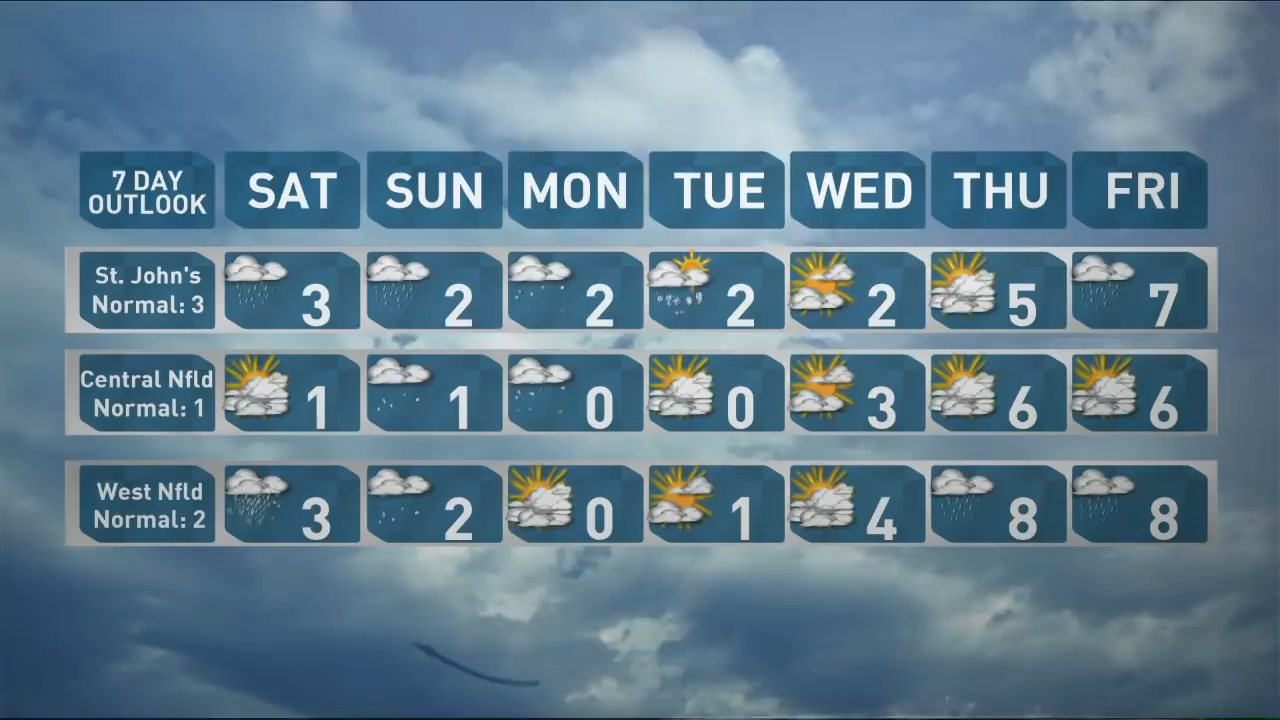 7 DAY
OUTLOOK
SAT SUN MON TUE WED THU FRI
St. John's
Normal: 3
3 2 2 2 2 5 7
Central Nfld
Normal: 1
1 1 0 0 3 6 6
West Nfld
Normal: 2
3 2 0 1 4 8 8